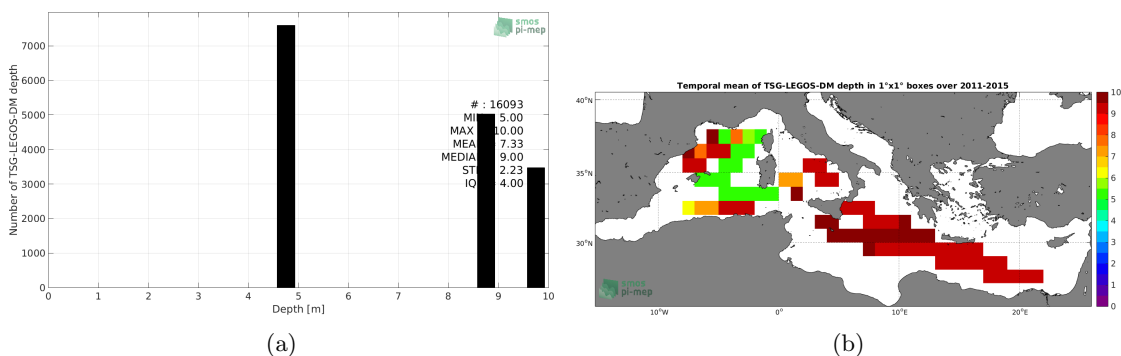 smos
pi-mep
7000
6000
5000
4000
3000
2000
1000
0
Number of TSG-LEGOS-DM depth
# : 16093
5.00
10.00
7.33
MEDIAN 9.00
2.23
4.00
0 1 2 3 4 5 6 7 8 9 10
Depth [m]
(a)
Temporal mean of TSG-LEGOS-DM depth in 1°x1° boxes over 2011-2015
40°N
35°N
30°N
10°W 0° 10°E 20°E
10
9
8
7
6
5
4
3
2
1
0
smos
pi-mep
(b)